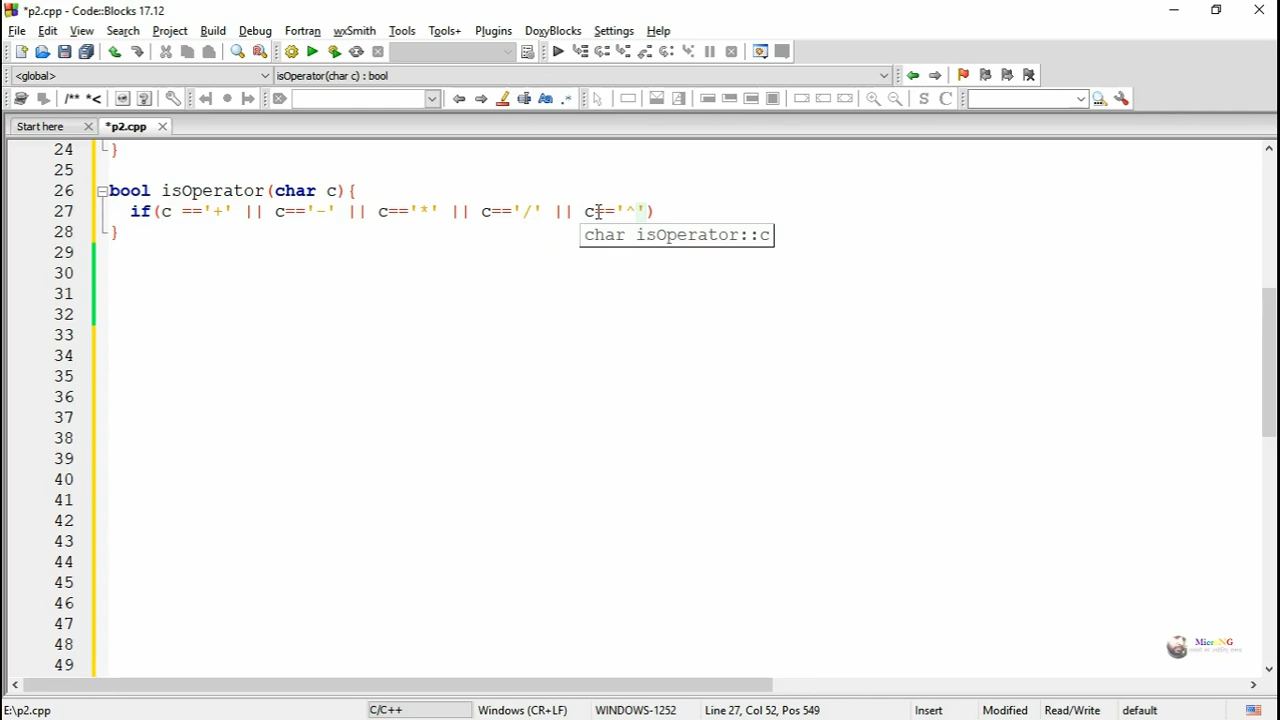 *p2.cpp - Code::Blocks 17.12
File Edit View Search Project Build Debug Fortran wxSmith Tools Tools+ Plugins DoxyBlocks Settings Help
<global> isOperator(char c) : bool
/** *<
S C
Start here *p2.cpp
24 }
25
26 bool isOperator(char c){
27 if(c =='+' || c=='-' || c=='*' || c=='/' || c=='^')
28 }
char isOperator::c
29
30
31
32
33
34
35
36
37
38
39
40
41
42
43
44
45
46
47
48
49
MicroNG
E:\p2.cpp C/C++ Windows (CR+LF) WINDOWS-1252 Line 27, Col 52, Pos 549 Insert Modified Read/Write default